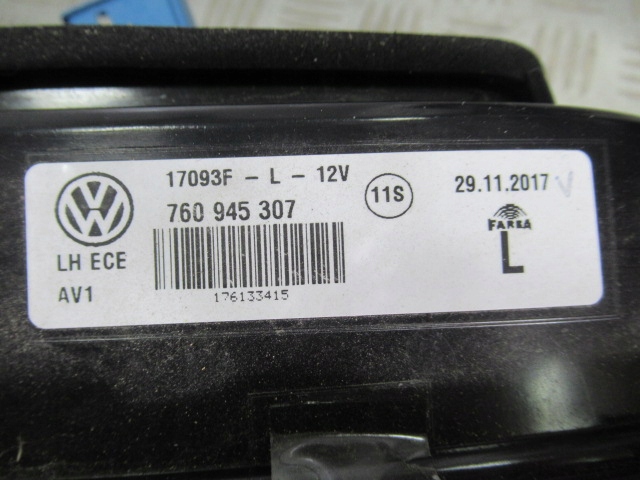 17093F - L - 12V
760 945 307
11S
29.11.2017
FARBA
L
LH ECE
AV1
176133415